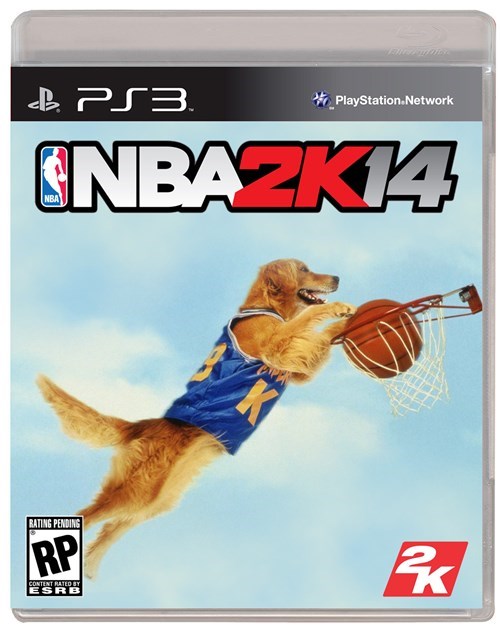 PS3
PlayStation®Network
NBA
NBA2K14
K
RATING PENDING
RP
CONTENT RATED BY
ESRB
2K